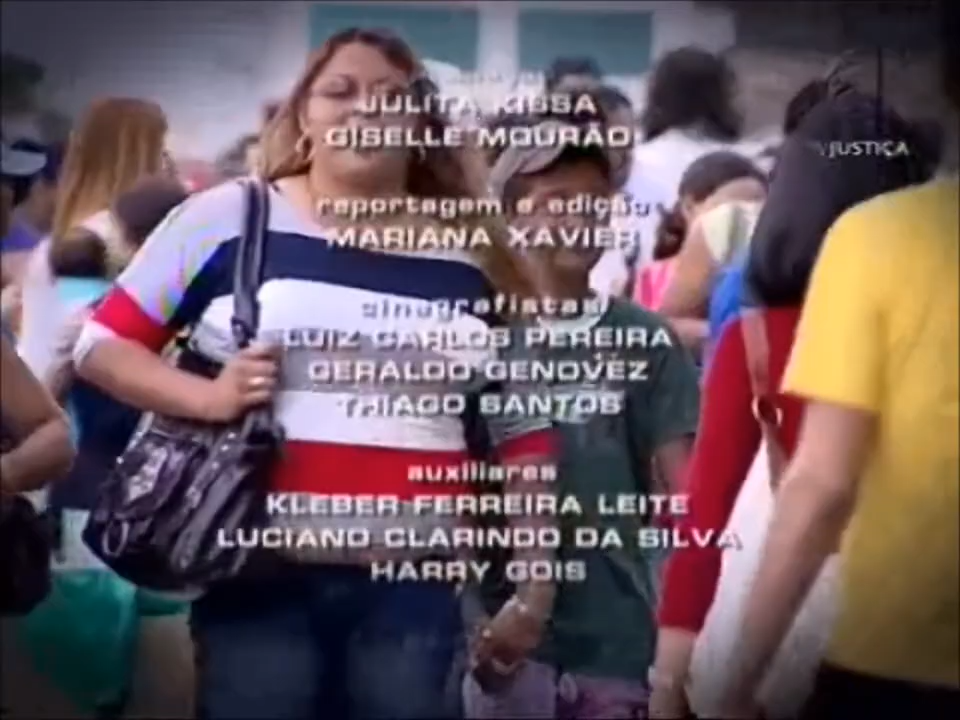 JULITA KISSA
GISELLE MOURÃO
JUSTIÇA
reportagem e edição
MARIANA XAVIER
cinegrafistas
LUIZ CARLOS PEREIRA
GERALDO GENOVEZ
THIAGO SANTOS
auxiliares
KLEBER FERREIRA LEITE
LUCIANO CLARINDO DA SILVA
HARRY GOIS